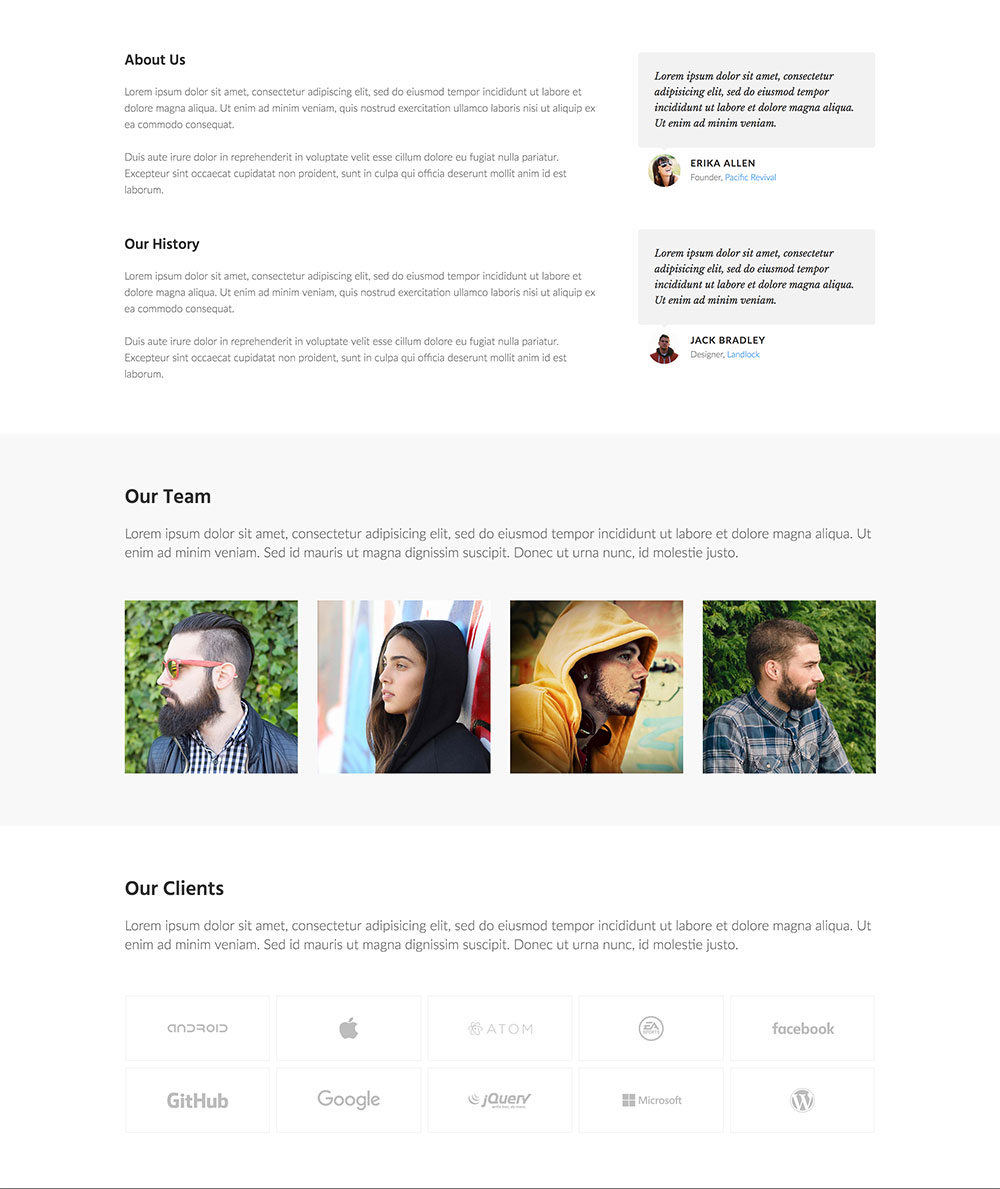 About Us
Lorem ipsum dolor sit amet, consectetur adipiscing elit, sed do eiusmod tempor incididunt ut labore et
dolore magna aliqua. Ut enim ad minim veniam, quis nostrud exercitation ullamco laboris nisi ut aliquip ex
ea commodo consequat.
Duis aute irure dolor in reprehenderit in voluptate velit esse cillum dolore eu fugiat nulla pariatur.
Excepteur sint occaecat cupidatat non proident, sunt in culpa qui officia deserunt mollit anim id est
laborum.
Our History
Lorem ipsum dolor sit amet, consectetur adipiscing elit, sed do eiusmod tempor incididunt ut labore et
dolore magna aliqua. Ut enim ad minim veniam, quis nostrud exercitation ullamco laboris nisi ut aliquip ex
ea commodo consequat.
Duis aute irure dolor in reprehenderit in voluptate velit esse cillum dolore eu fugiat nulla pariatur.
Excepteur sint occaecat cupidatat non proident, sunt in culpa qui officia deserunt mollit anim id est
laborum.
Lorem ipsum dolor sit amet, consectetur
adipisicing elit, sed do eiusmod tempor
incididunt ut labore et dolore magna aliqua.
Ut enim ad minim veniam.
ERIKA ALLEN
Founder, Pacific Revival
Lorem ipsum dolor sit amet, consectetur
adipisicing elit, sed do eiusmod tempor
incididunt ut labore et dolore magna aliqua.
Ut enim ad minim veniam.
JACK BRADLEY
Designer, Landlock
Our Team
Lorem ipsum dolor sit amet, consectetur adipisicing elit, sed do eiusmod tempor incididunt ut labore et dolore magna aliqua. Ut
enim ad minim veniam. Sed id mauris ut magna dignissim suscipit. Donec ut urna nunc, id molestie justo.
Our Clients
Lorem ipsum dolor sit amet, consectetur adipisicing elit, sed do eiusmod tempor incididunt ut labore et dolore magna aliqua. Ut
enim ad minim veniam. Sed id mauris ut magna dignissim suscipit. Donec ut urna nunc, id molestie justo.
ANDROID
ATOM
EA
SPORTS
facebook
GitHub
Google
jQuery
write less, do more.
Microsoft